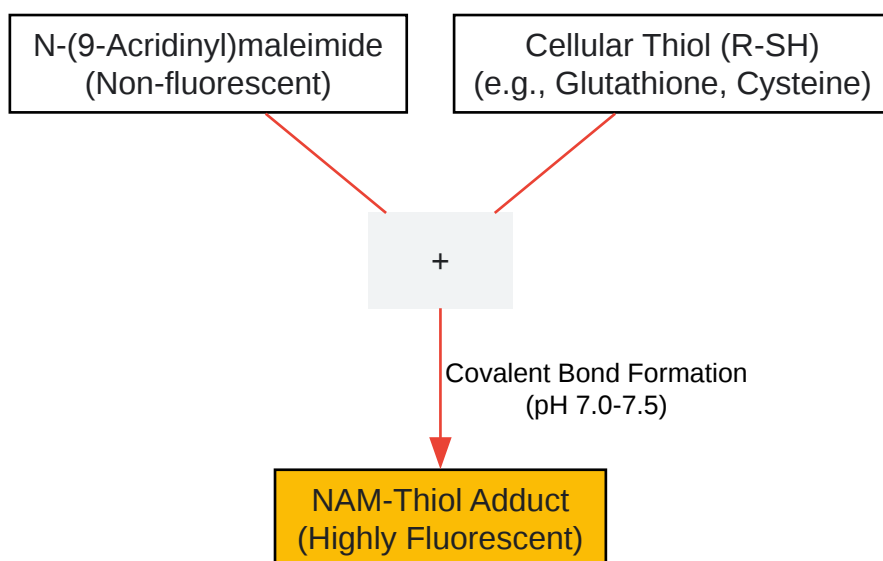 N-(9-Acridinyl)maleimide
(Non-fluorescent)
Cellular Thiol (R-SH)
(e.g., Glutathione, Cysteine)
+
Covalent Bond Formation
(pH 7.0-7.5)
NAM-Thiol Adduct
(Highly Fluorescent)